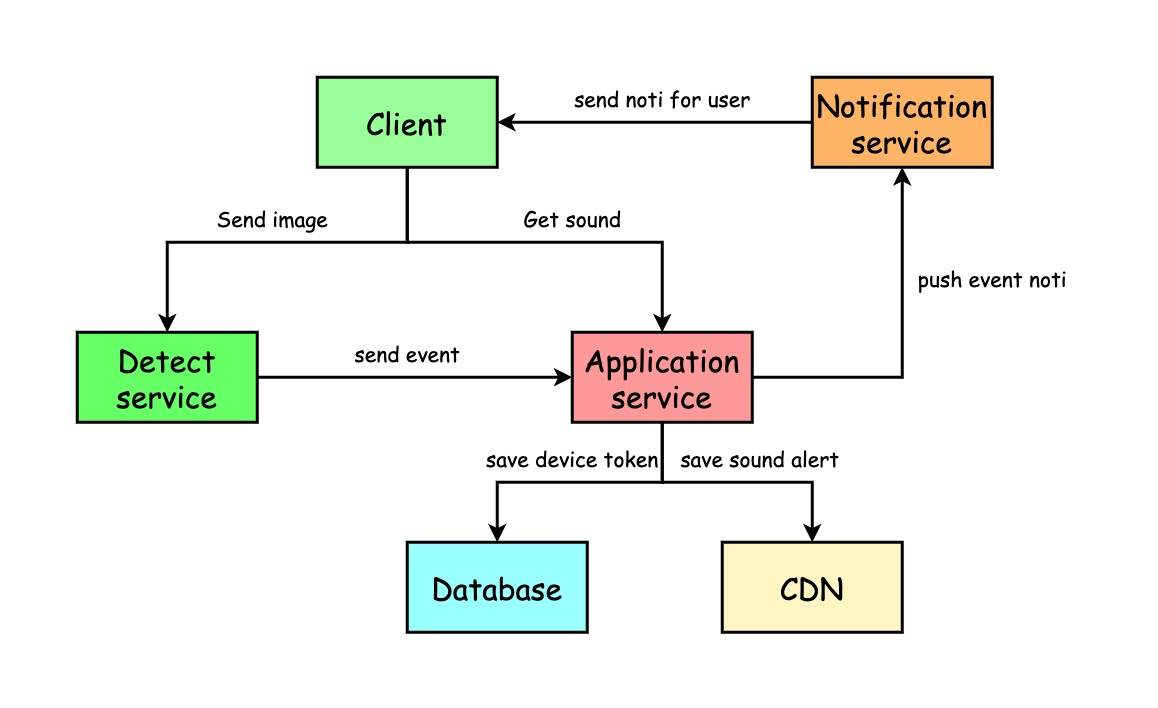 send noti for user
Notification
service
Client
Send image
Get sound
push event noti
Detect
service
send event
Application
service
save device token
save sound alert
Database
CDN